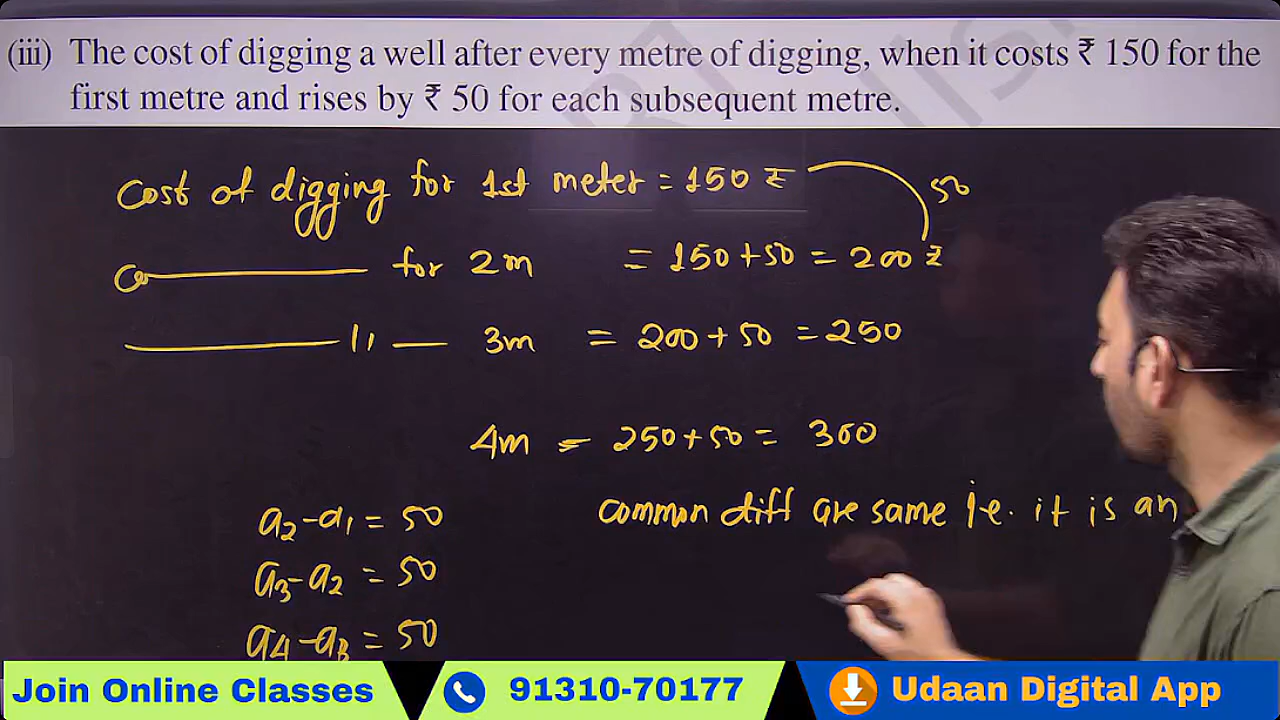 (iii) The cost of digging a well after every metre of digging, when it costs ₹ 150 for the
first metre and rises by ₹ 50 for each subsequent metre.
Cost of digging for 1st meter = 150 ₹
50
Co——— for 2m = 150+50 = 200 ₹
——— 11 — 3m = 200+50 = 250
4m = 250+50 = 300
a2-a1 = 50
common diff are same i.e. it is an
a3-a2 = 50
a4-a3 = 50
Join Online Classes
91310-70177
Udaan Digital App